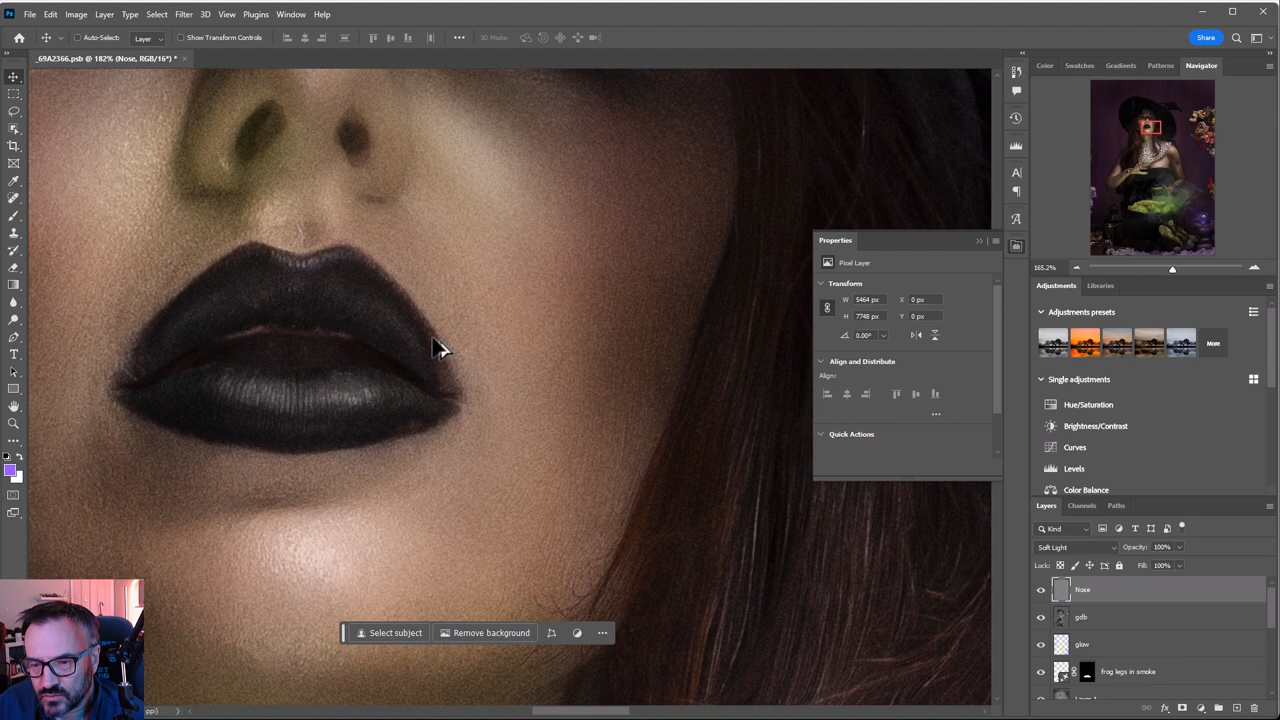 Ps File Edit Image Layer Type Select Filter 3D View Plugins Window Help
Auto-Select: Layer Show Transform Controls 3D Mode: Share
_69A2366.psb @ 182% (Nose, RGB/16*) *
Color Swatches Gradients Patterns Navigator
165.2%
Properties
Pixel Layer
Transform
W 5464 px X 0 px
H 7748 px Y 0 px
0.00°
Align and Distribute
Align:
Quick Actions
Adjustments Libraries
Adjustments presets
More
Single adjustments
Hue/Saturation
Brightness/Contrast
Curves
Levels
Color Balance
Layers Channels Paths
Kind
Soft Light Opacity: 100%
Lock: Fill: 100%
Nose
gdb
glow
frog legs in smoke
Select subject Remove background
ppi)